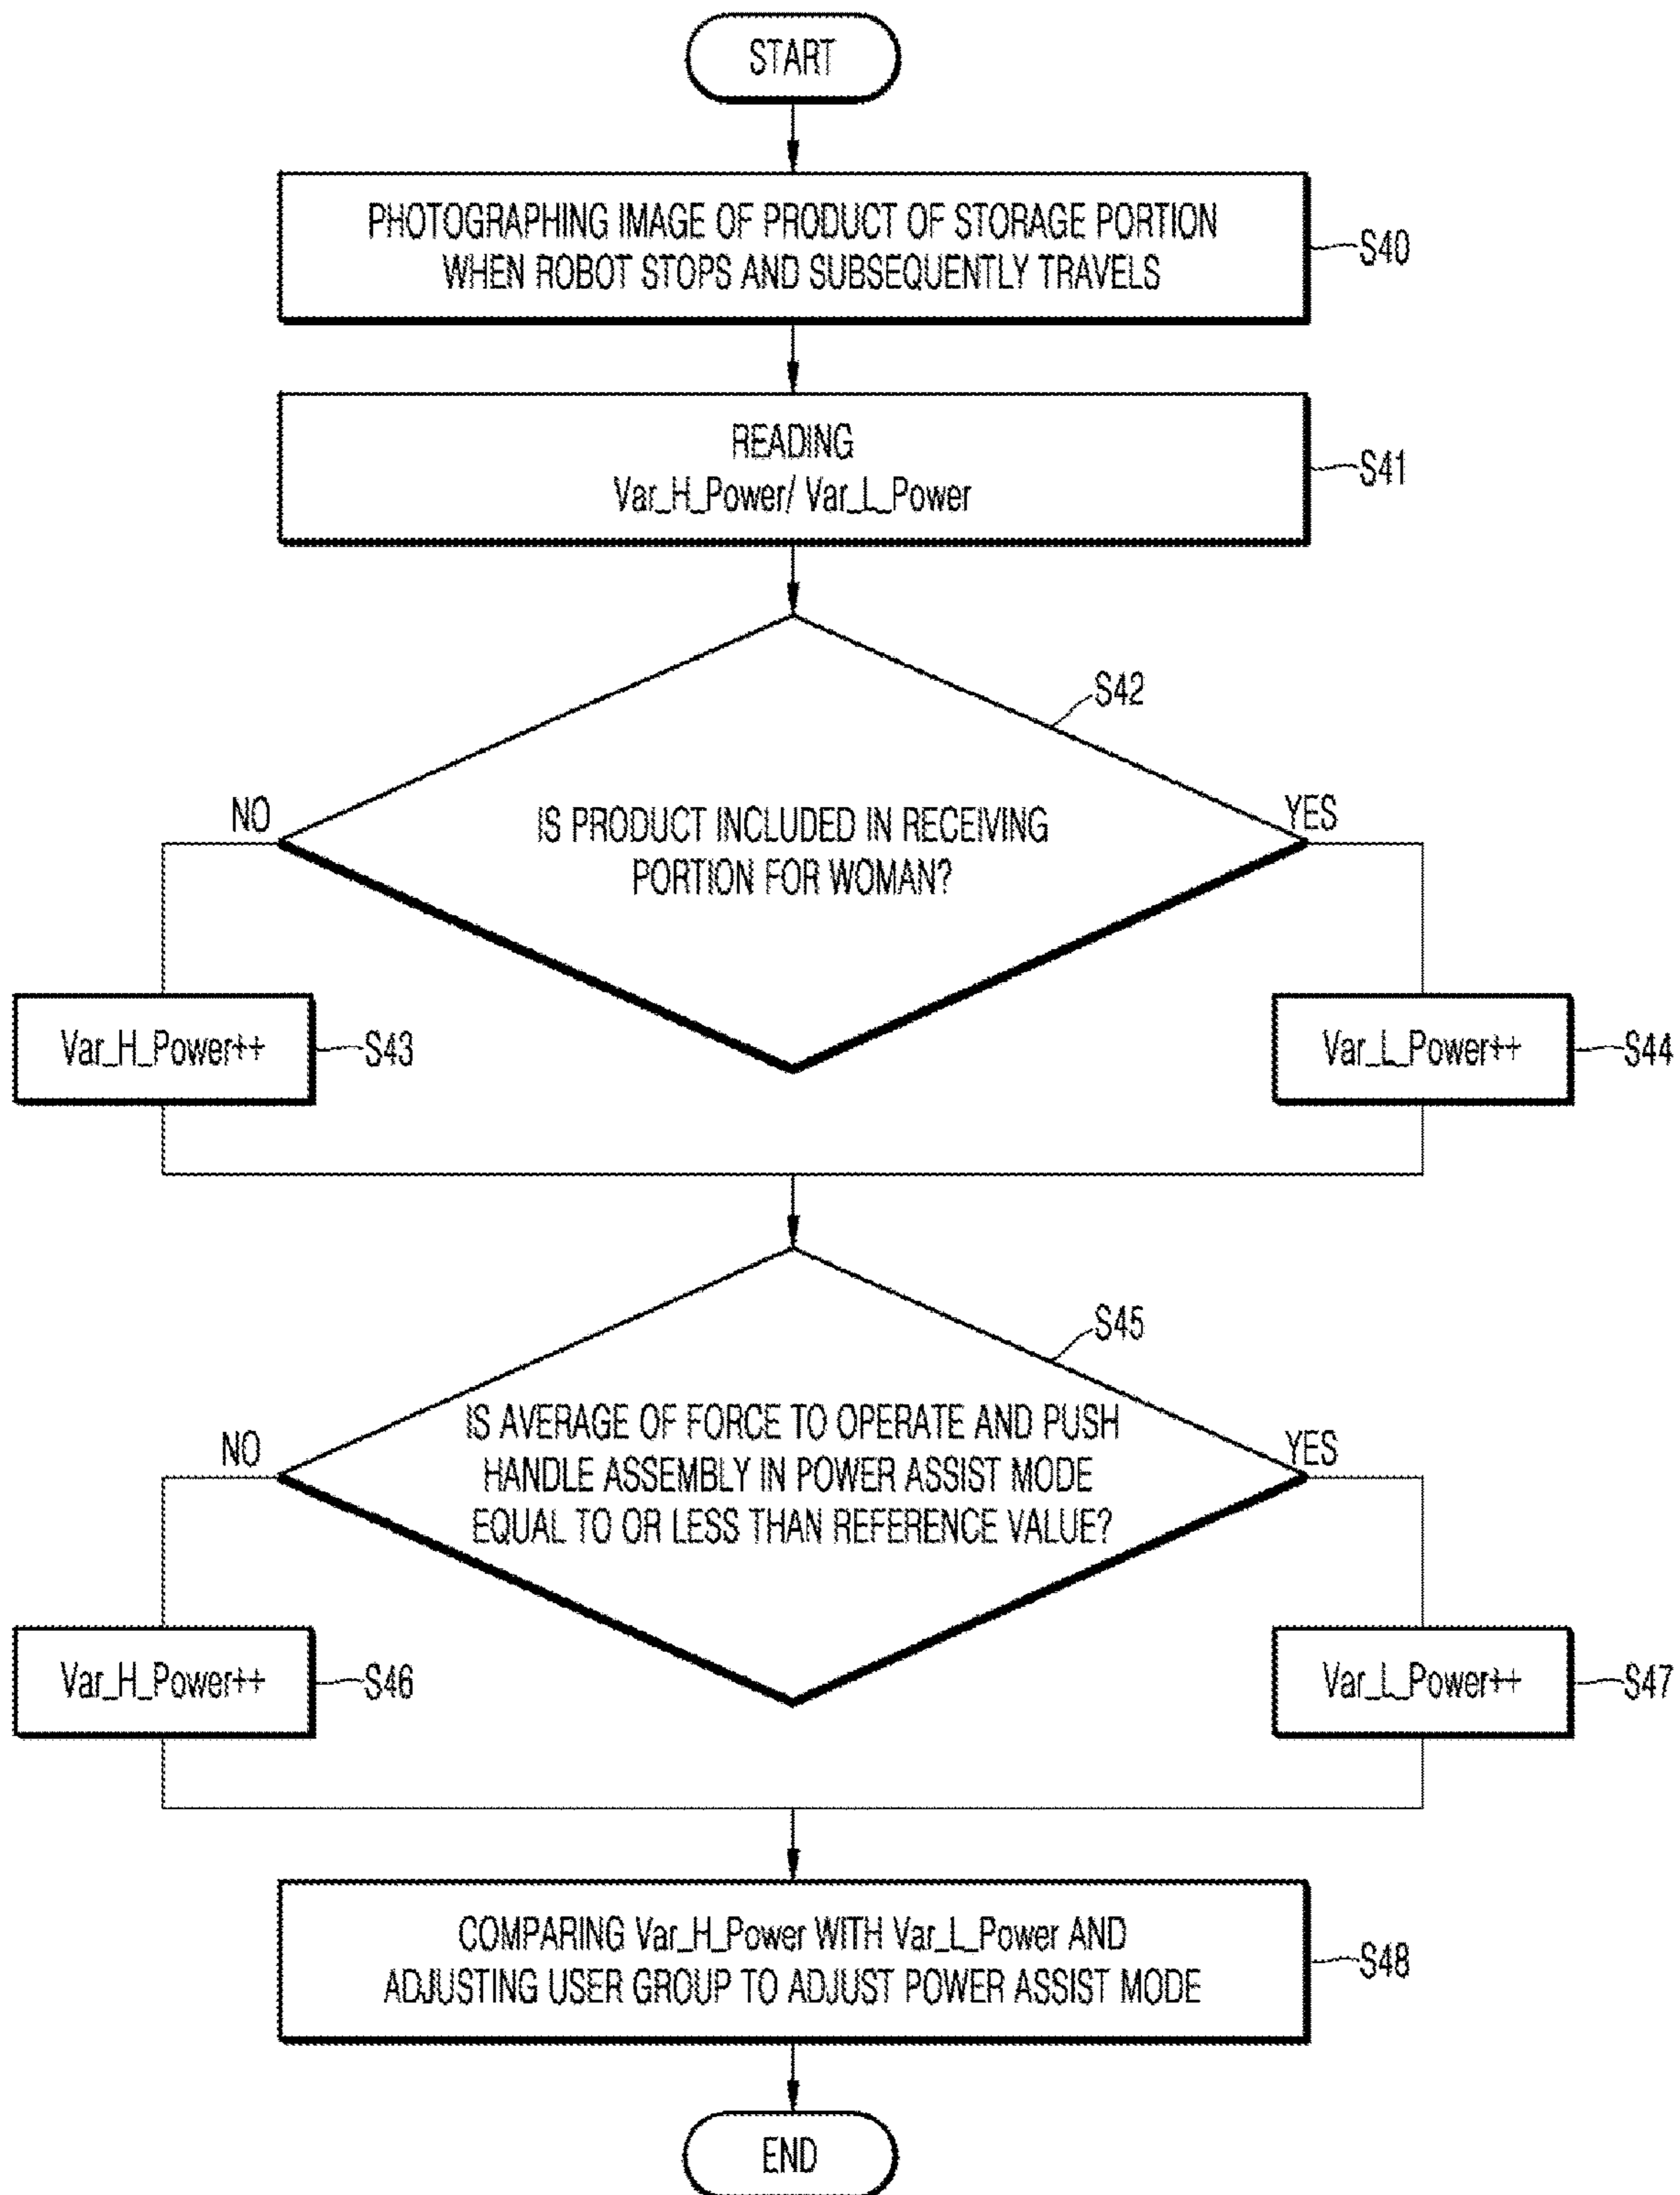 START
PHOTOGRAPHING IMAGE OF PRODUCT OF STORAGE PORTION
WHEN ROBOT STOPS AND SUBSEQUENTLY TRAVELS
S40
READING
Var_H_Power/ Var_L_Power
S41
S42
IS PRODUCT INCLUDED IN RECEIVING
PORTION FOR WOMAN?
NO
YES
Var_H_Power++
S43
Var_L_Power++
S44
S45
IS AVERAGE OF FORCE TO OPERATE AND PUSH
HANDLE ASSEMBLY IN POWER ASSIST MODE
EQUAL TO OR LESS THAN REFERENCE VALUE?
NO
YES
Var_H_Power++
S46
Var_L_Power++
S47
COMPARING Var_H_Power WITH Var_L_Power AND
ADJUSTING USER GROUP TO ADJUST POWER ASSIST MODE
S48
END